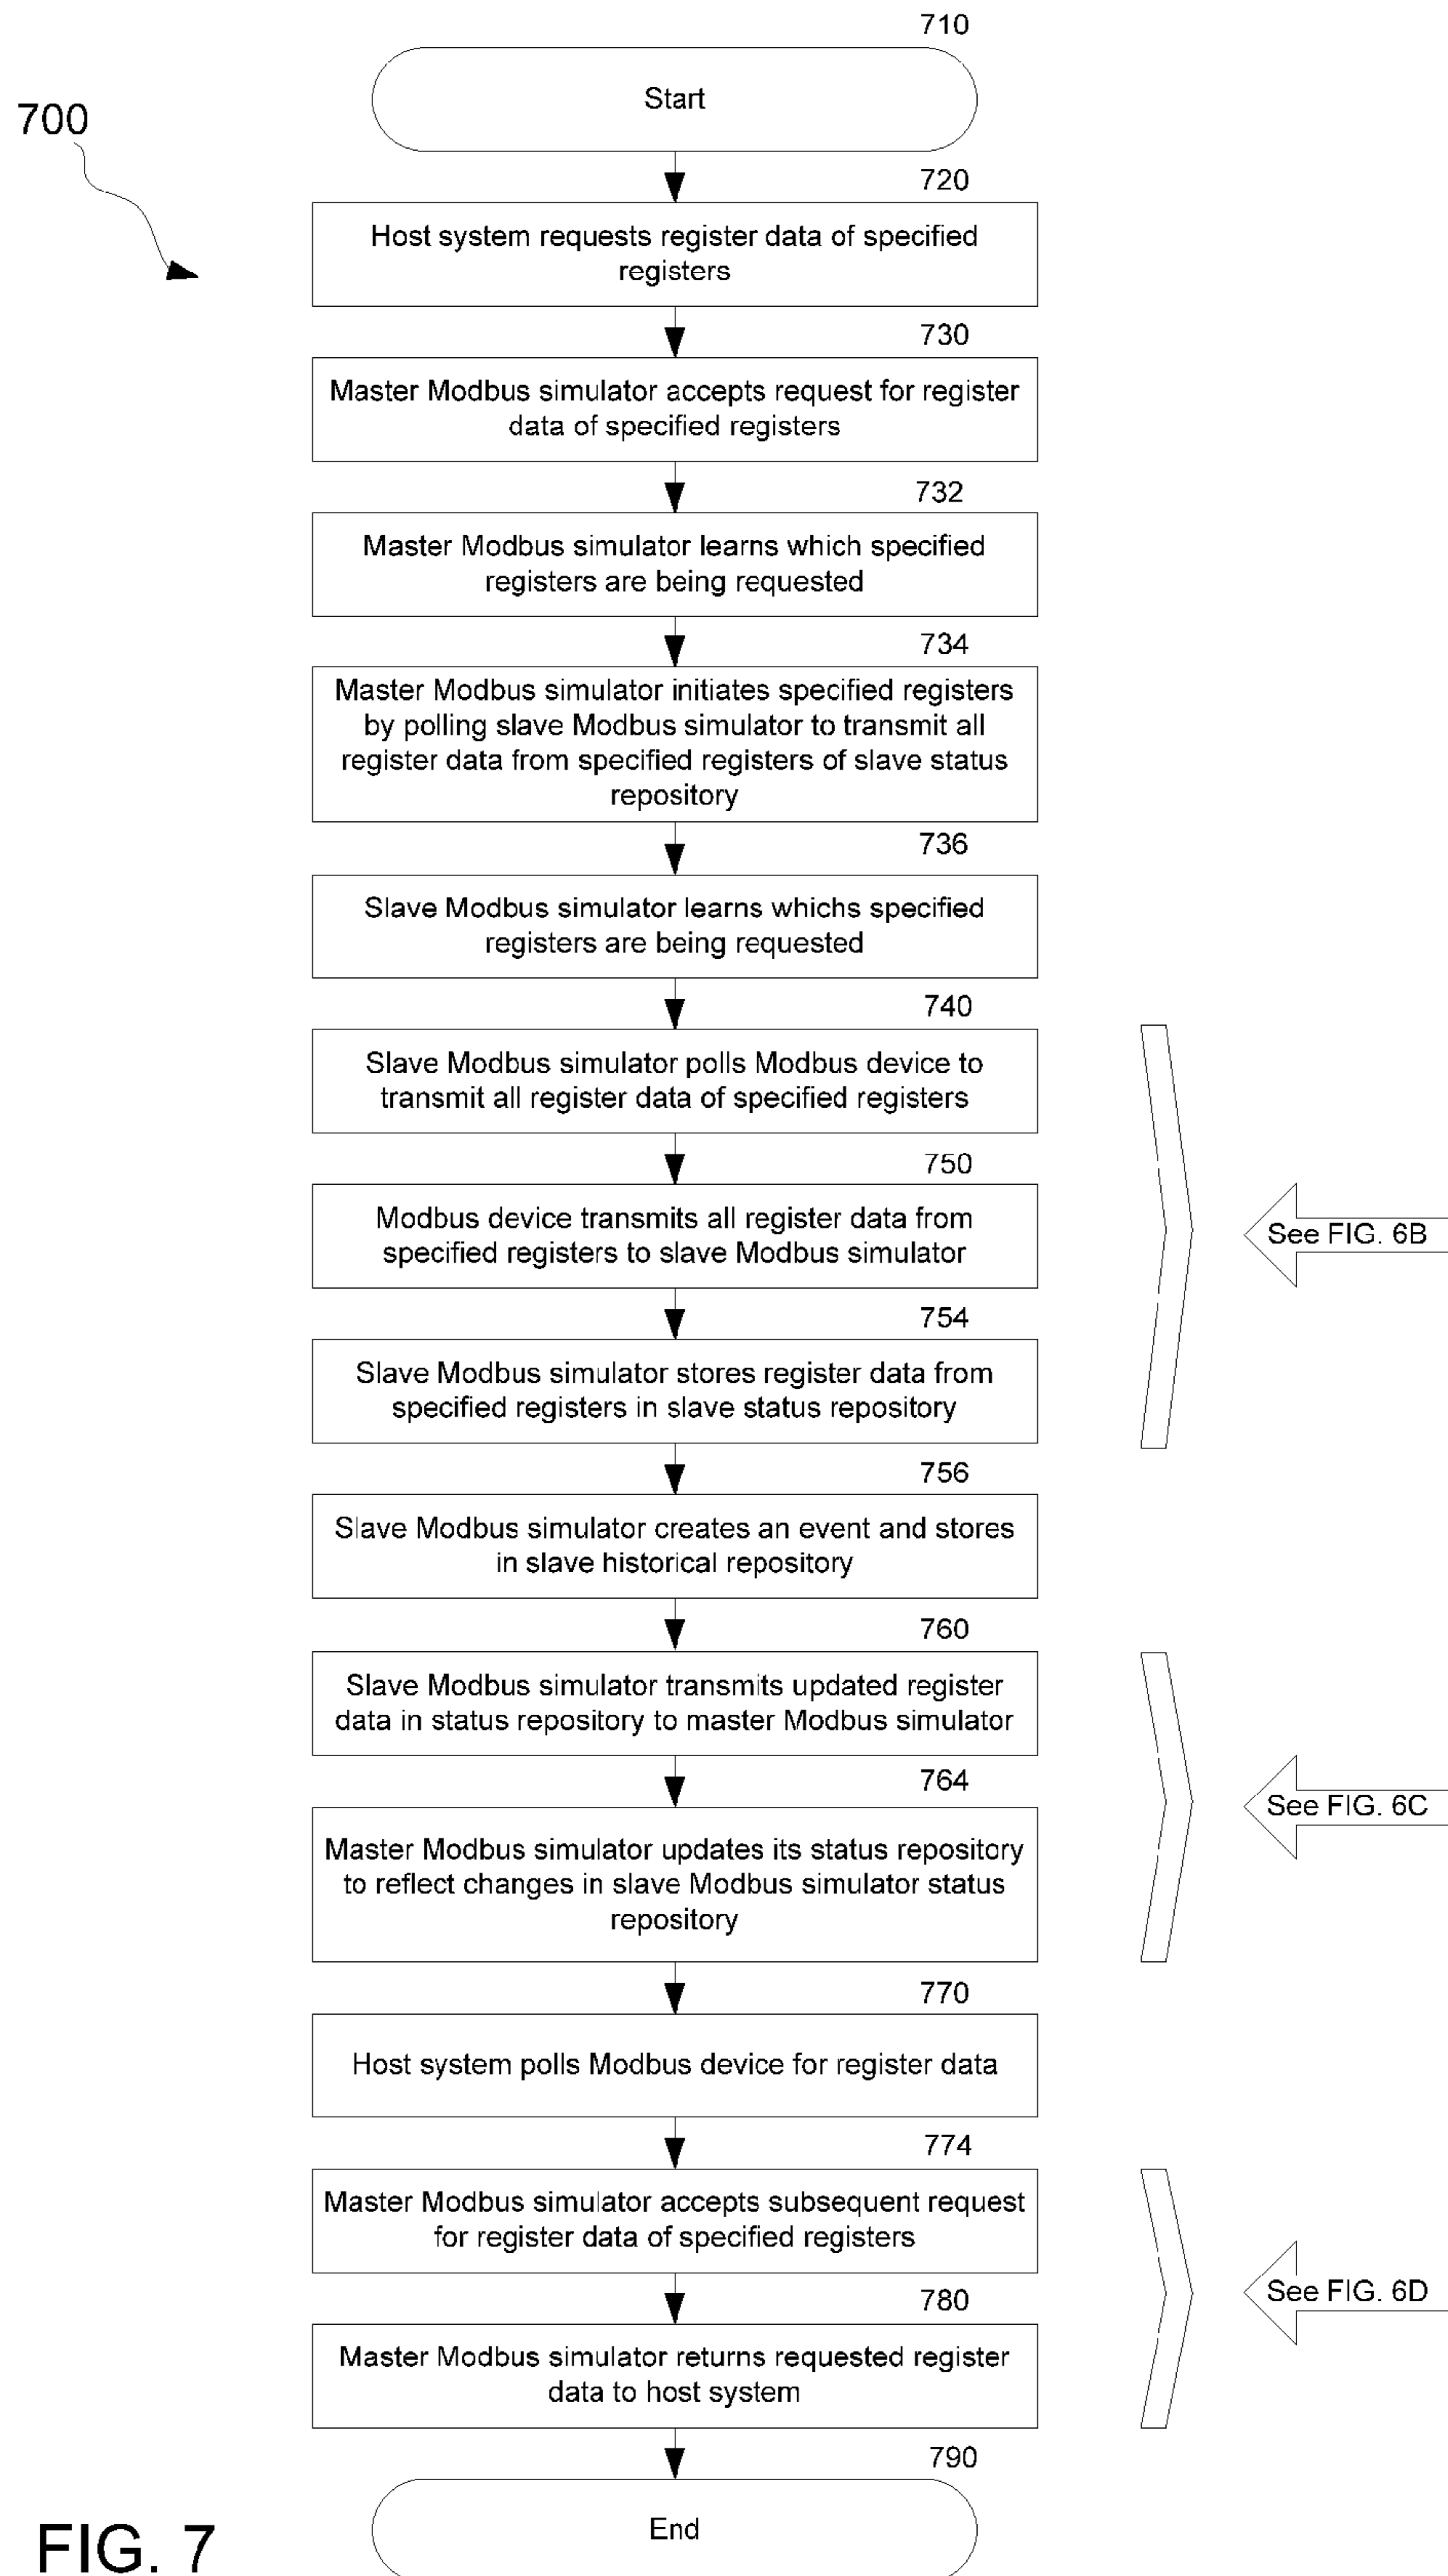 710
Start
700
720
Host system requests register data of specified
registers
730
Master Modbus simulator accepts request for register
data of specified registers
732
Master Modbus simulator learns which specified
registers are being requested
734
Master Modbus simulator initiates specified registers
by polling slave Modbus simulator to transmit all
register data from specified registers of slave status
repository
736
Slave Modbus simulator learns whichs specified
registers are being requested
740
Slave Modbus simulator polls Modbus device to
transmit all register data of specified registers
750
Modbus device transmits all register data from
specified registers to slave Modbus simulator
See FIG. 6B
754
Slave Modbus simulator stores register data from
specified registers in slave status repository
756
Slave Modbus simulator creates an event and stores
in slave historical repository
760
Slave Modbus simulator transmits updated register
data in status repository to master Modbus simulator
764
See FIG. 6C
Master Modbus simulator updates its status repository
to reflect changes in slave Modbus simulator status
repository
770
Host system polls Modbus device for register data
774
Master Modbus simulator accepts subsequent request
for register data of specified registers
See FIG. 6D
780
Master Modbus simulator returns requested register
data to host system
790
End
FIG. 7